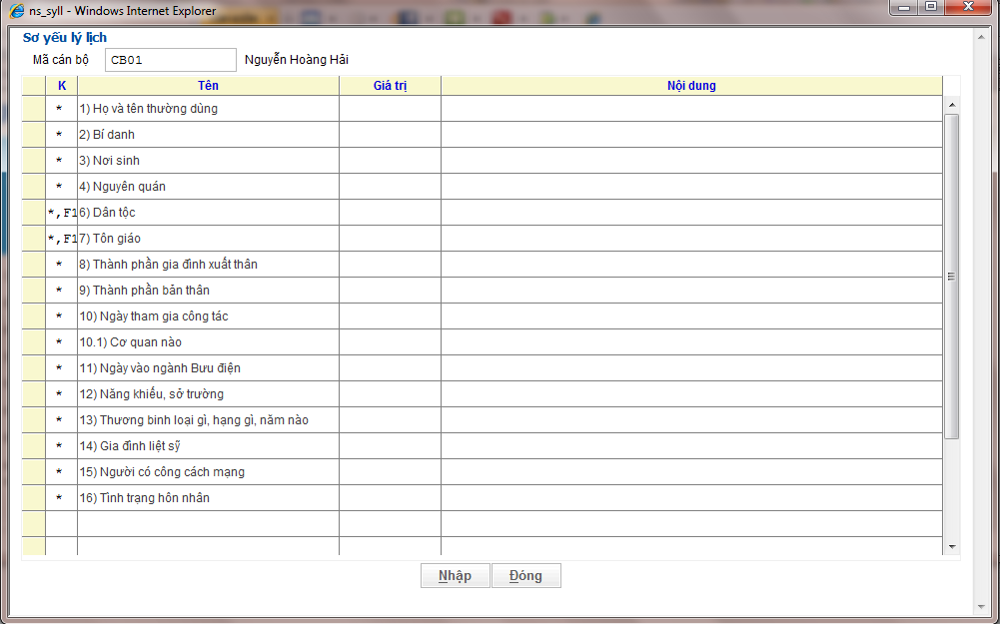 ns_syll - Windows Internet Explorer
Sơ yếu lý lịch
Mã cán bộ CB01 Nguyễn Hoàng Hải
K Tên Giá trị Nội dung
* 1) Họ và tên thường dùng
* 2) Bí danh
* 3) Nơi sinh
* 4) Nguyên quán
*,F1 6) Dân tộc
*,F1 7) Tôn giáo
* 8) Thành phần gia đình xuất thân
* 9) Thành phần bản thân
* 10) Ngày tham gia công tác
* 10.1) Cơ quan nào
* 11) Ngày vào ngành Bưu điện
* 12) Năng khiếu, sở trường
* 13) Thương binh loại gì, hạng gì, năm nào
* 14) Gia đình liệt sỹ
* 15) Người có công cách mạng
* 16) Tình trạng hôn nhân
Nhập Đóng